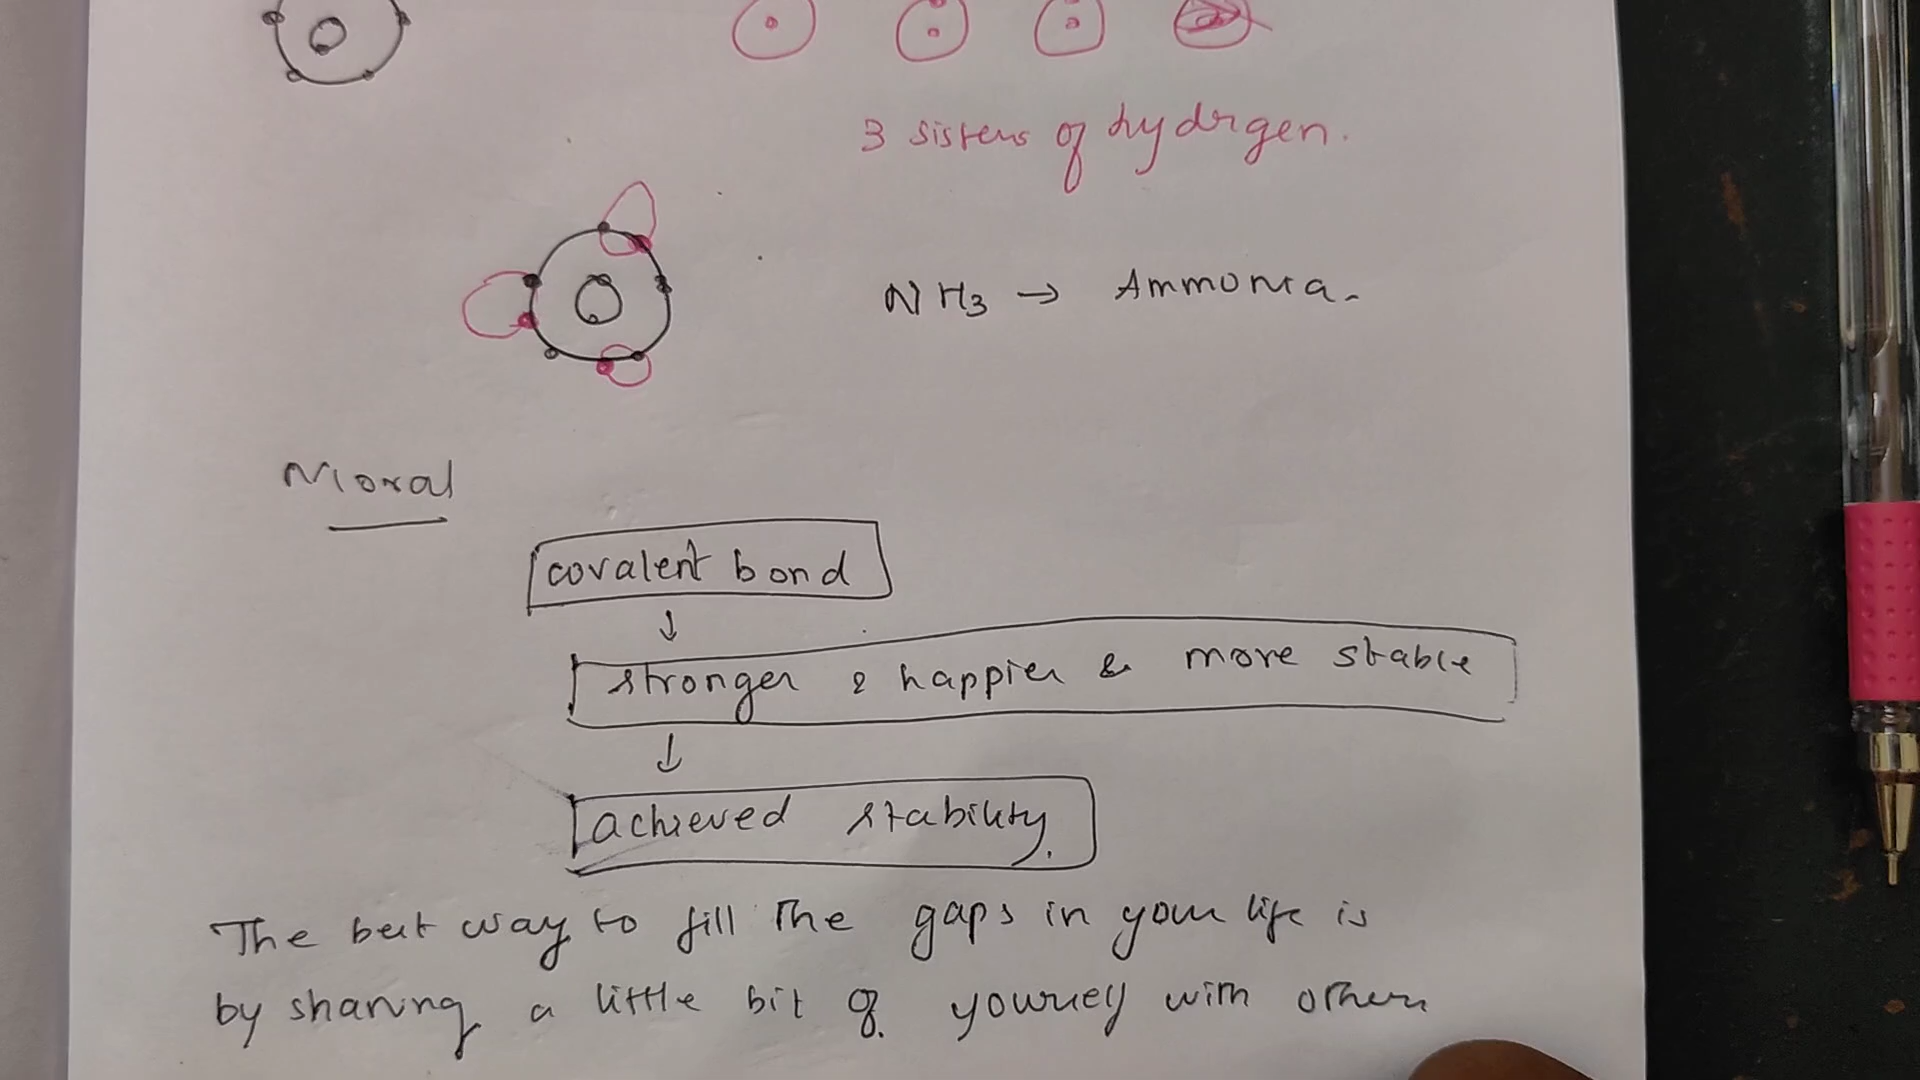 3 sisters of hydrgen.
NH3 → Ammonia.
Moral
covalent bond
↓
stronger & happier & more stable
↓
achieved stability.
The best way to fill the gaps in your life is
by sharing a little bit of yourself with others